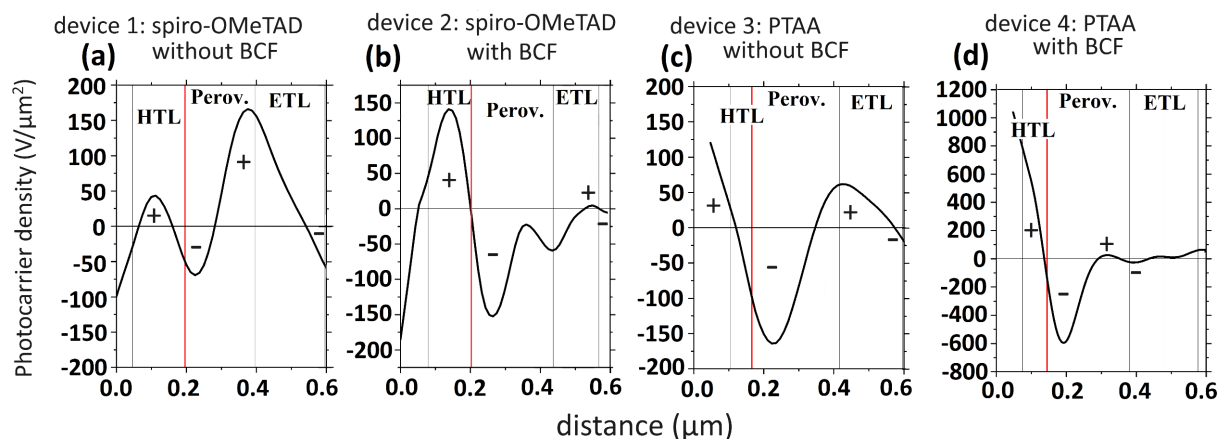 device 1: spiro-OMeTAD
(a) without BCF
device 2: spiro-OMeTAD
(b) with BCF
device 3: PTAA
(c) without BCF
device 4: PTAA
(d) with BCF
Photocarrier density (V/μm²)
200
150
100
50
0
-50
-100
-150
-200
0.0 0.2 0.4 0.6
HTL
Perov.
ETL
+
-
+
-
150
100
50
0
-50
-100
-150
-200
0.0 0.2 0.4 0.6
HTL
Perov.
ETL
+
-
+
-
200
150
100
50
0
-50
-100
-150
-200
0.0 0.2 0.4 0.6
HTL
Perov.
ETL
+
-
+
-
1200
1000
800
600
400
200
0
-200
-400
-600
-800
0.0 0.2 0.4 0.6
HTL
Perov.
ETL
+
-
+
-
distance (μm)